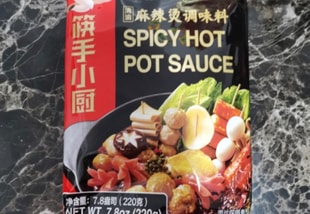 筷手小厨
麻辣烫调味料
SPICY HOT
POT SAUCE
净含量: 7.8盎司 (220克)
NET WT. 7.8oz (220g)